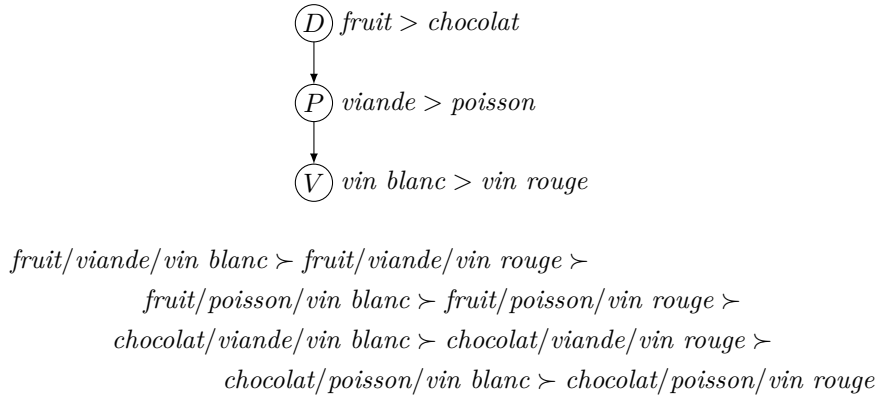 D fruit > chocolat
P viande > poisson
V vin blanc > vin rouge
fruit/viande/vin blanc ≻ fruit/viande/vin rouge ≻
fruit/poisson/vin blanc ≻ fruit/poisson/vin rouge ≻
chocolat/viande/vin blanc ≻ chocolat/viande/vin rouge ≻
chocolat/poisson/vin blanc ≻ chocolat/poisson/vin rouge